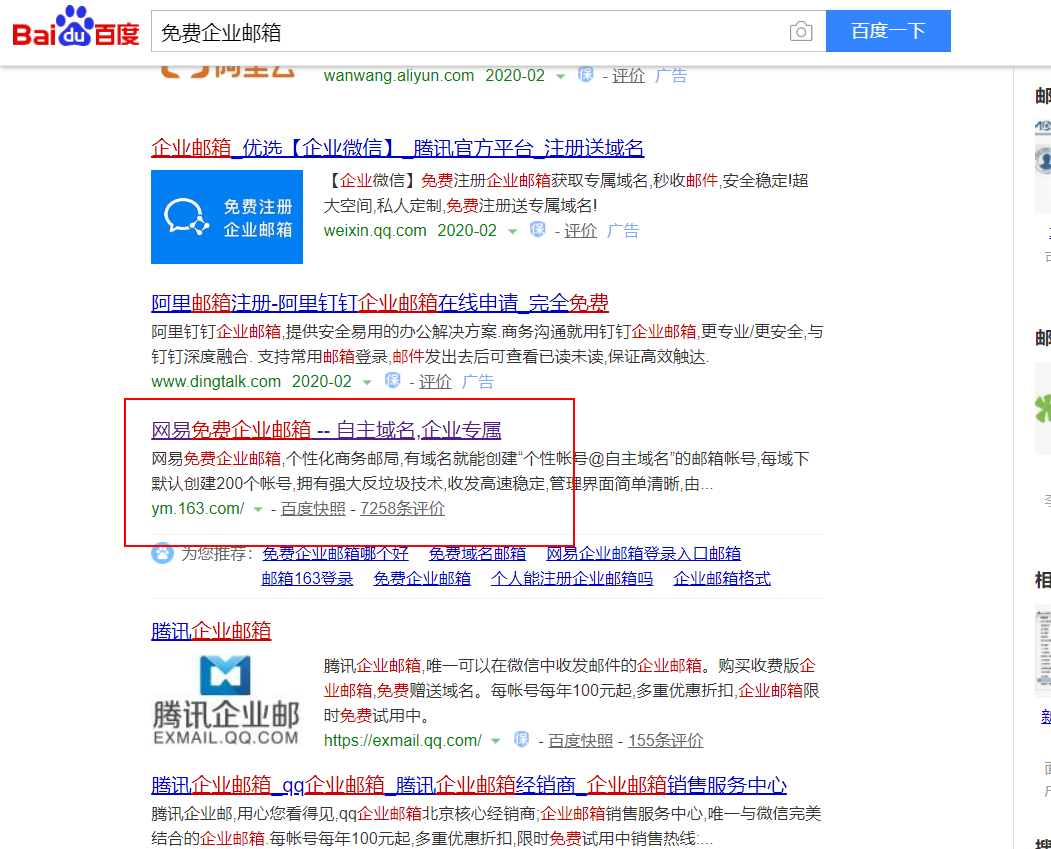 Bai du 百度
免费企业邮箱
百度一下
wanwang.aliyun.com 2020-02 保 - 评价 广告
企业邮箱_优选【企业微信】_腾讯官方平台_注册送域名
免费注册
企业邮箱
【企业微信】免费注册企业邮箱获取专属域名,秒收邮件,安全稳定!超
大空间,私人定制,免费注册送专属域名!
weixin.qq.com 2020-02 保 - 评价 广告
阿里邮箱注册-阿里钉钉企业邮箱在线申请_完全免费
阿里钉钉企业邮箱,提供安全易用的办公解决方案.商务沟通就用钉钉企业邮箱,更专业/更安全,与
钉钉深度融合. 支持常用邮箱登录,邮件发出去后可查看已读未读,保证高效触达.
www.dingtalk.com 2020-02 保 - 评价 广告
网易免费企业邮箱 -- 自主域名,企业专属
网易免费企业邮箱,个性化商务邮局,有域名就能创建“个性帐号@自主域名”的邮箱帐号,每域下
默认创建200个帐号,拥有强大反垃圾技术,收发高速稳定,管理界面简单清晰,由...
ym.163.com/ - 百度快照 - 7258条评价
为您推荐: 免费企业邮箱哪个好 免费域名邮箱 网易企业邮箱登录入口邮箱
邮箱163登录 免费企业邮箱 个人能注册企业邮箱吗 企业邮箱格式
腾讯企业邮箱
腾讯企业邮
EXMAIL.QQ.COM
腾讯企业邮箱,唯一可以在微信中收发邮件的企业邮箱。购买收费版企
业邮箱,免费赠送域名。每帐号每年100元起,多重优惠折扣,企业邮箱限
时免费试用中。
https://exmail.qq.com/ 保 - 百度快照 - 155条评价
腾讯企业邮箱_qq企业邮箱_腾讯企业邮箱经销商_企业邮箱销售服务中心
腾讯企业邮,用心您看得见,qq企业邮箱北京核心经销商;企业邮箱销售服务中心,唯一与微信完美
结合的企业邮箱.每帐号每年100元起,多重优惠折扣,限时免费试用中销售热线:...
邮
邮
相